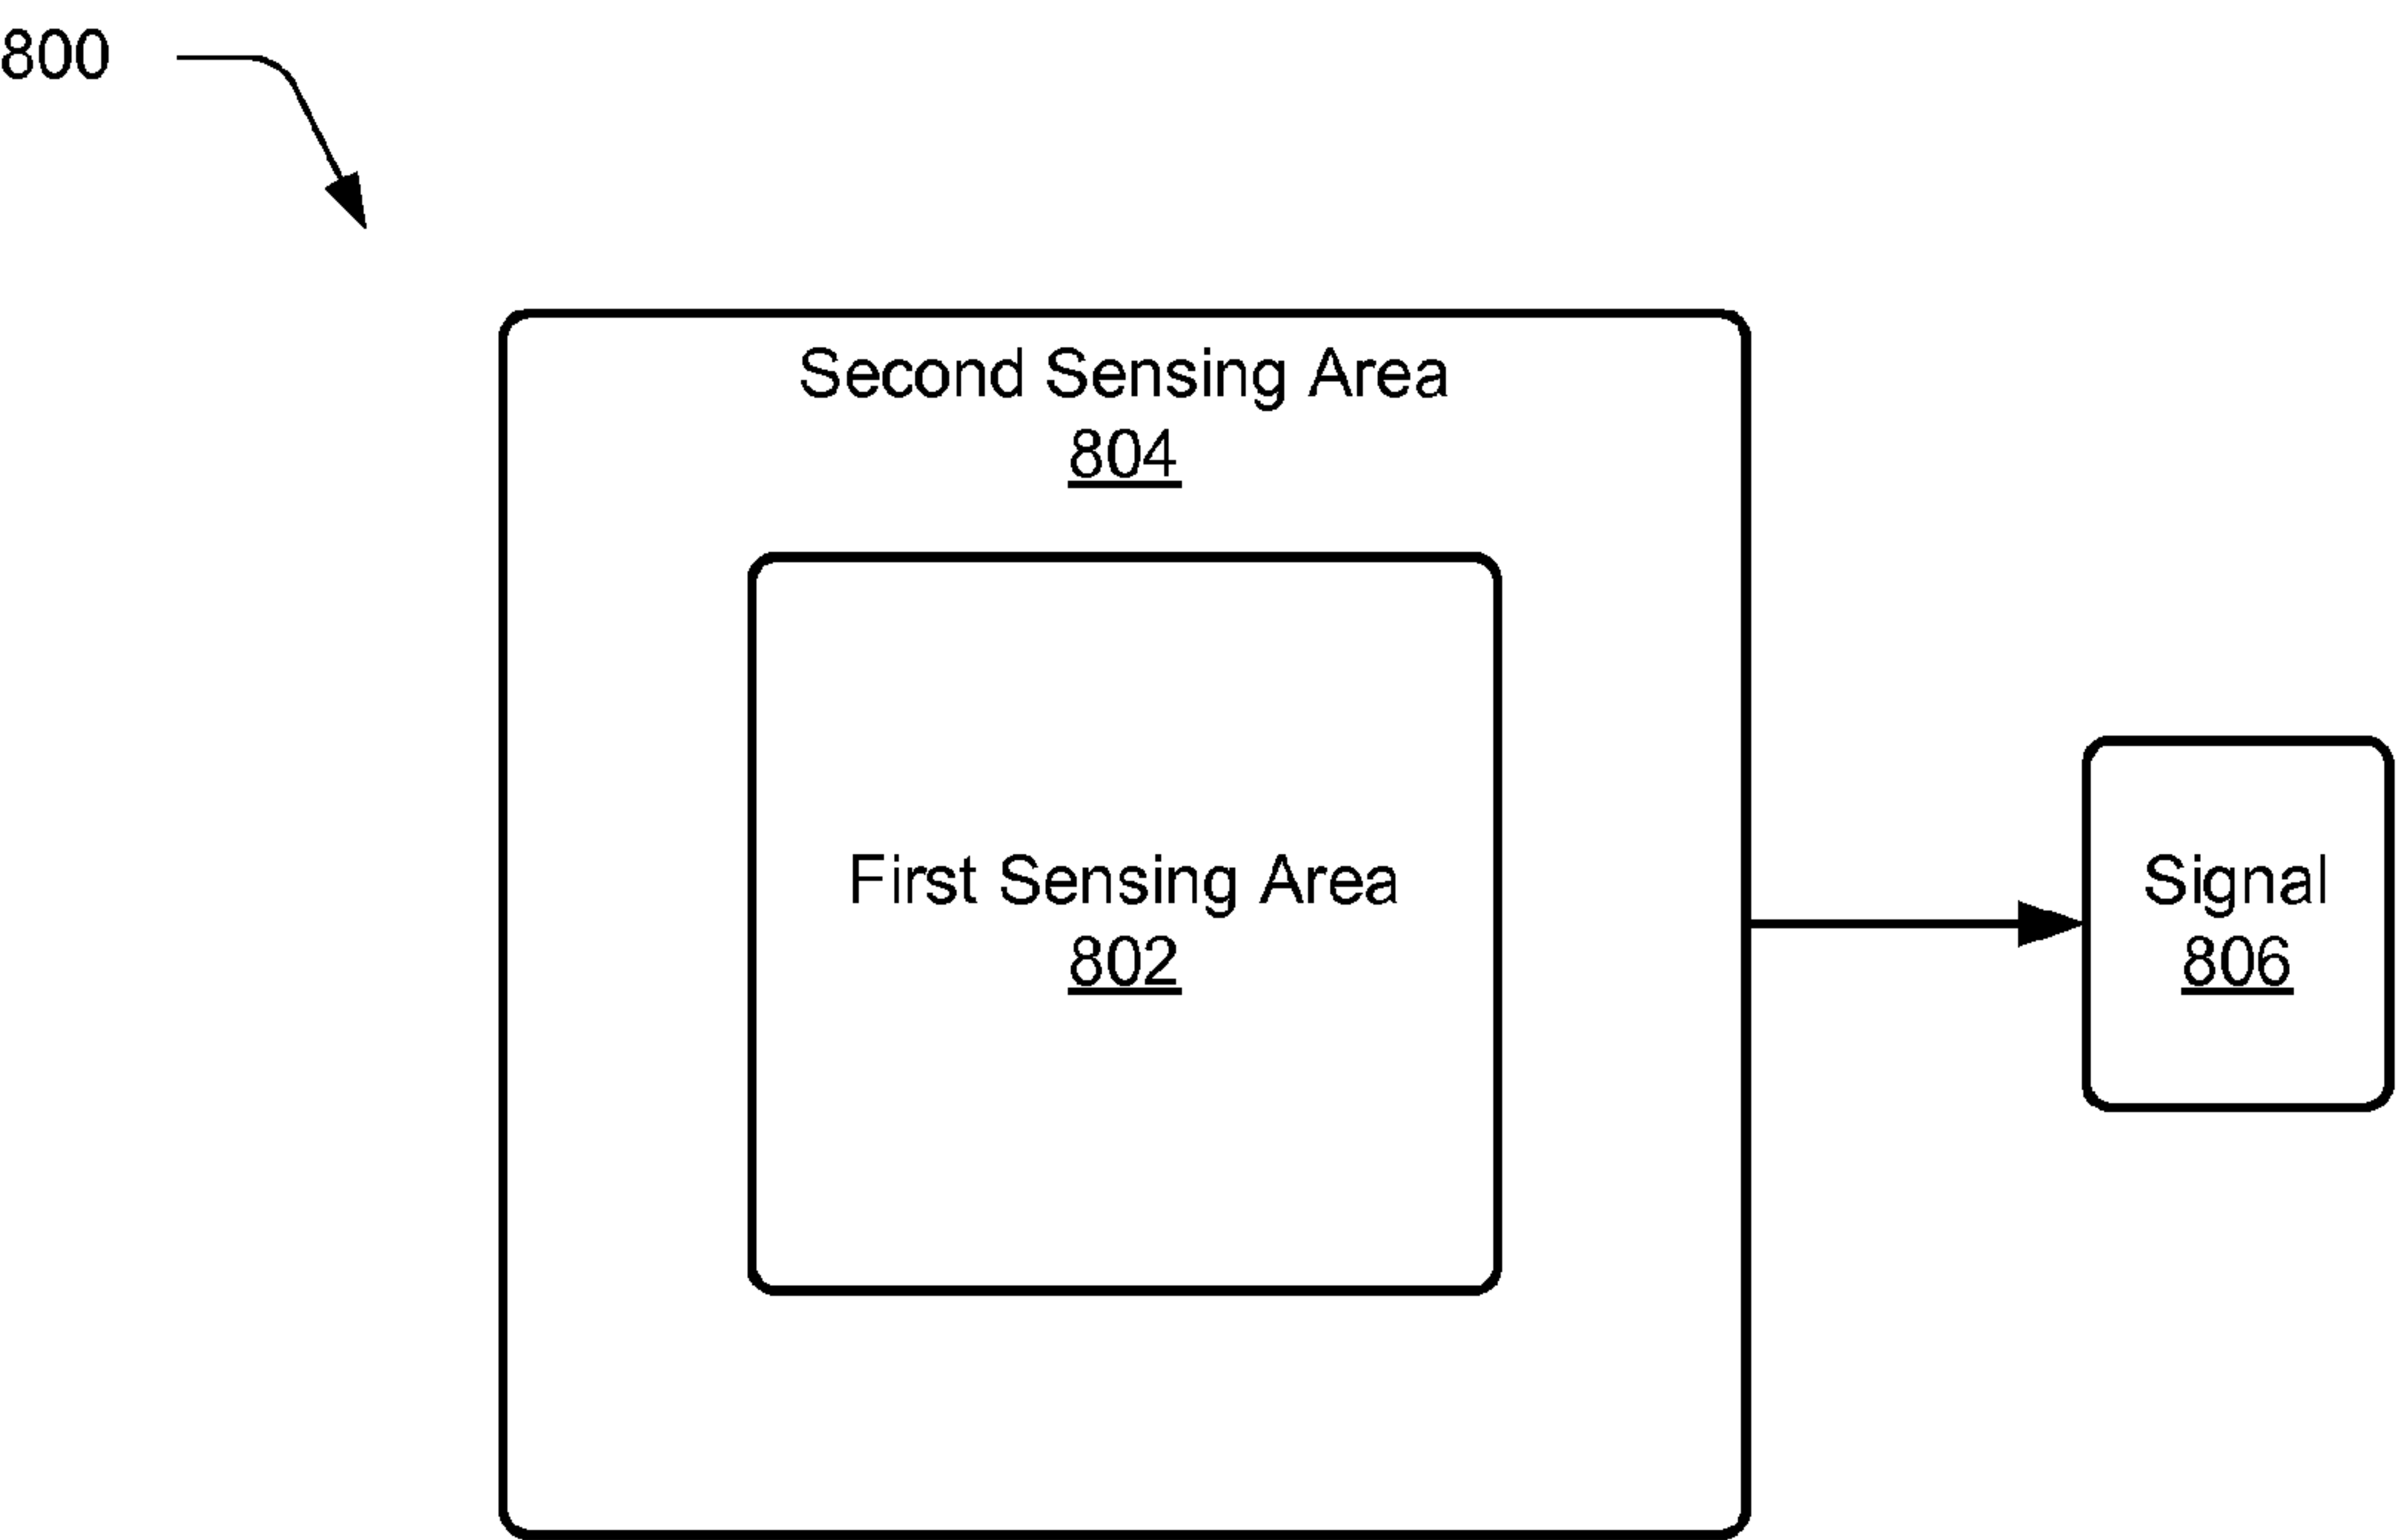 800
Second Sensing Area
804
First Sensing Area
802
Signal
806